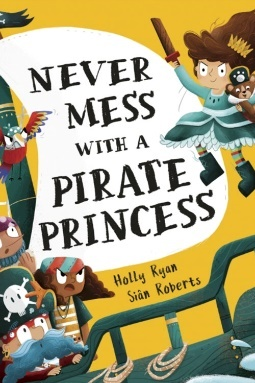 NEVER
MESS
WITH A
PIRATE
PRINCESS
Holly Ryan
Siân Roberts